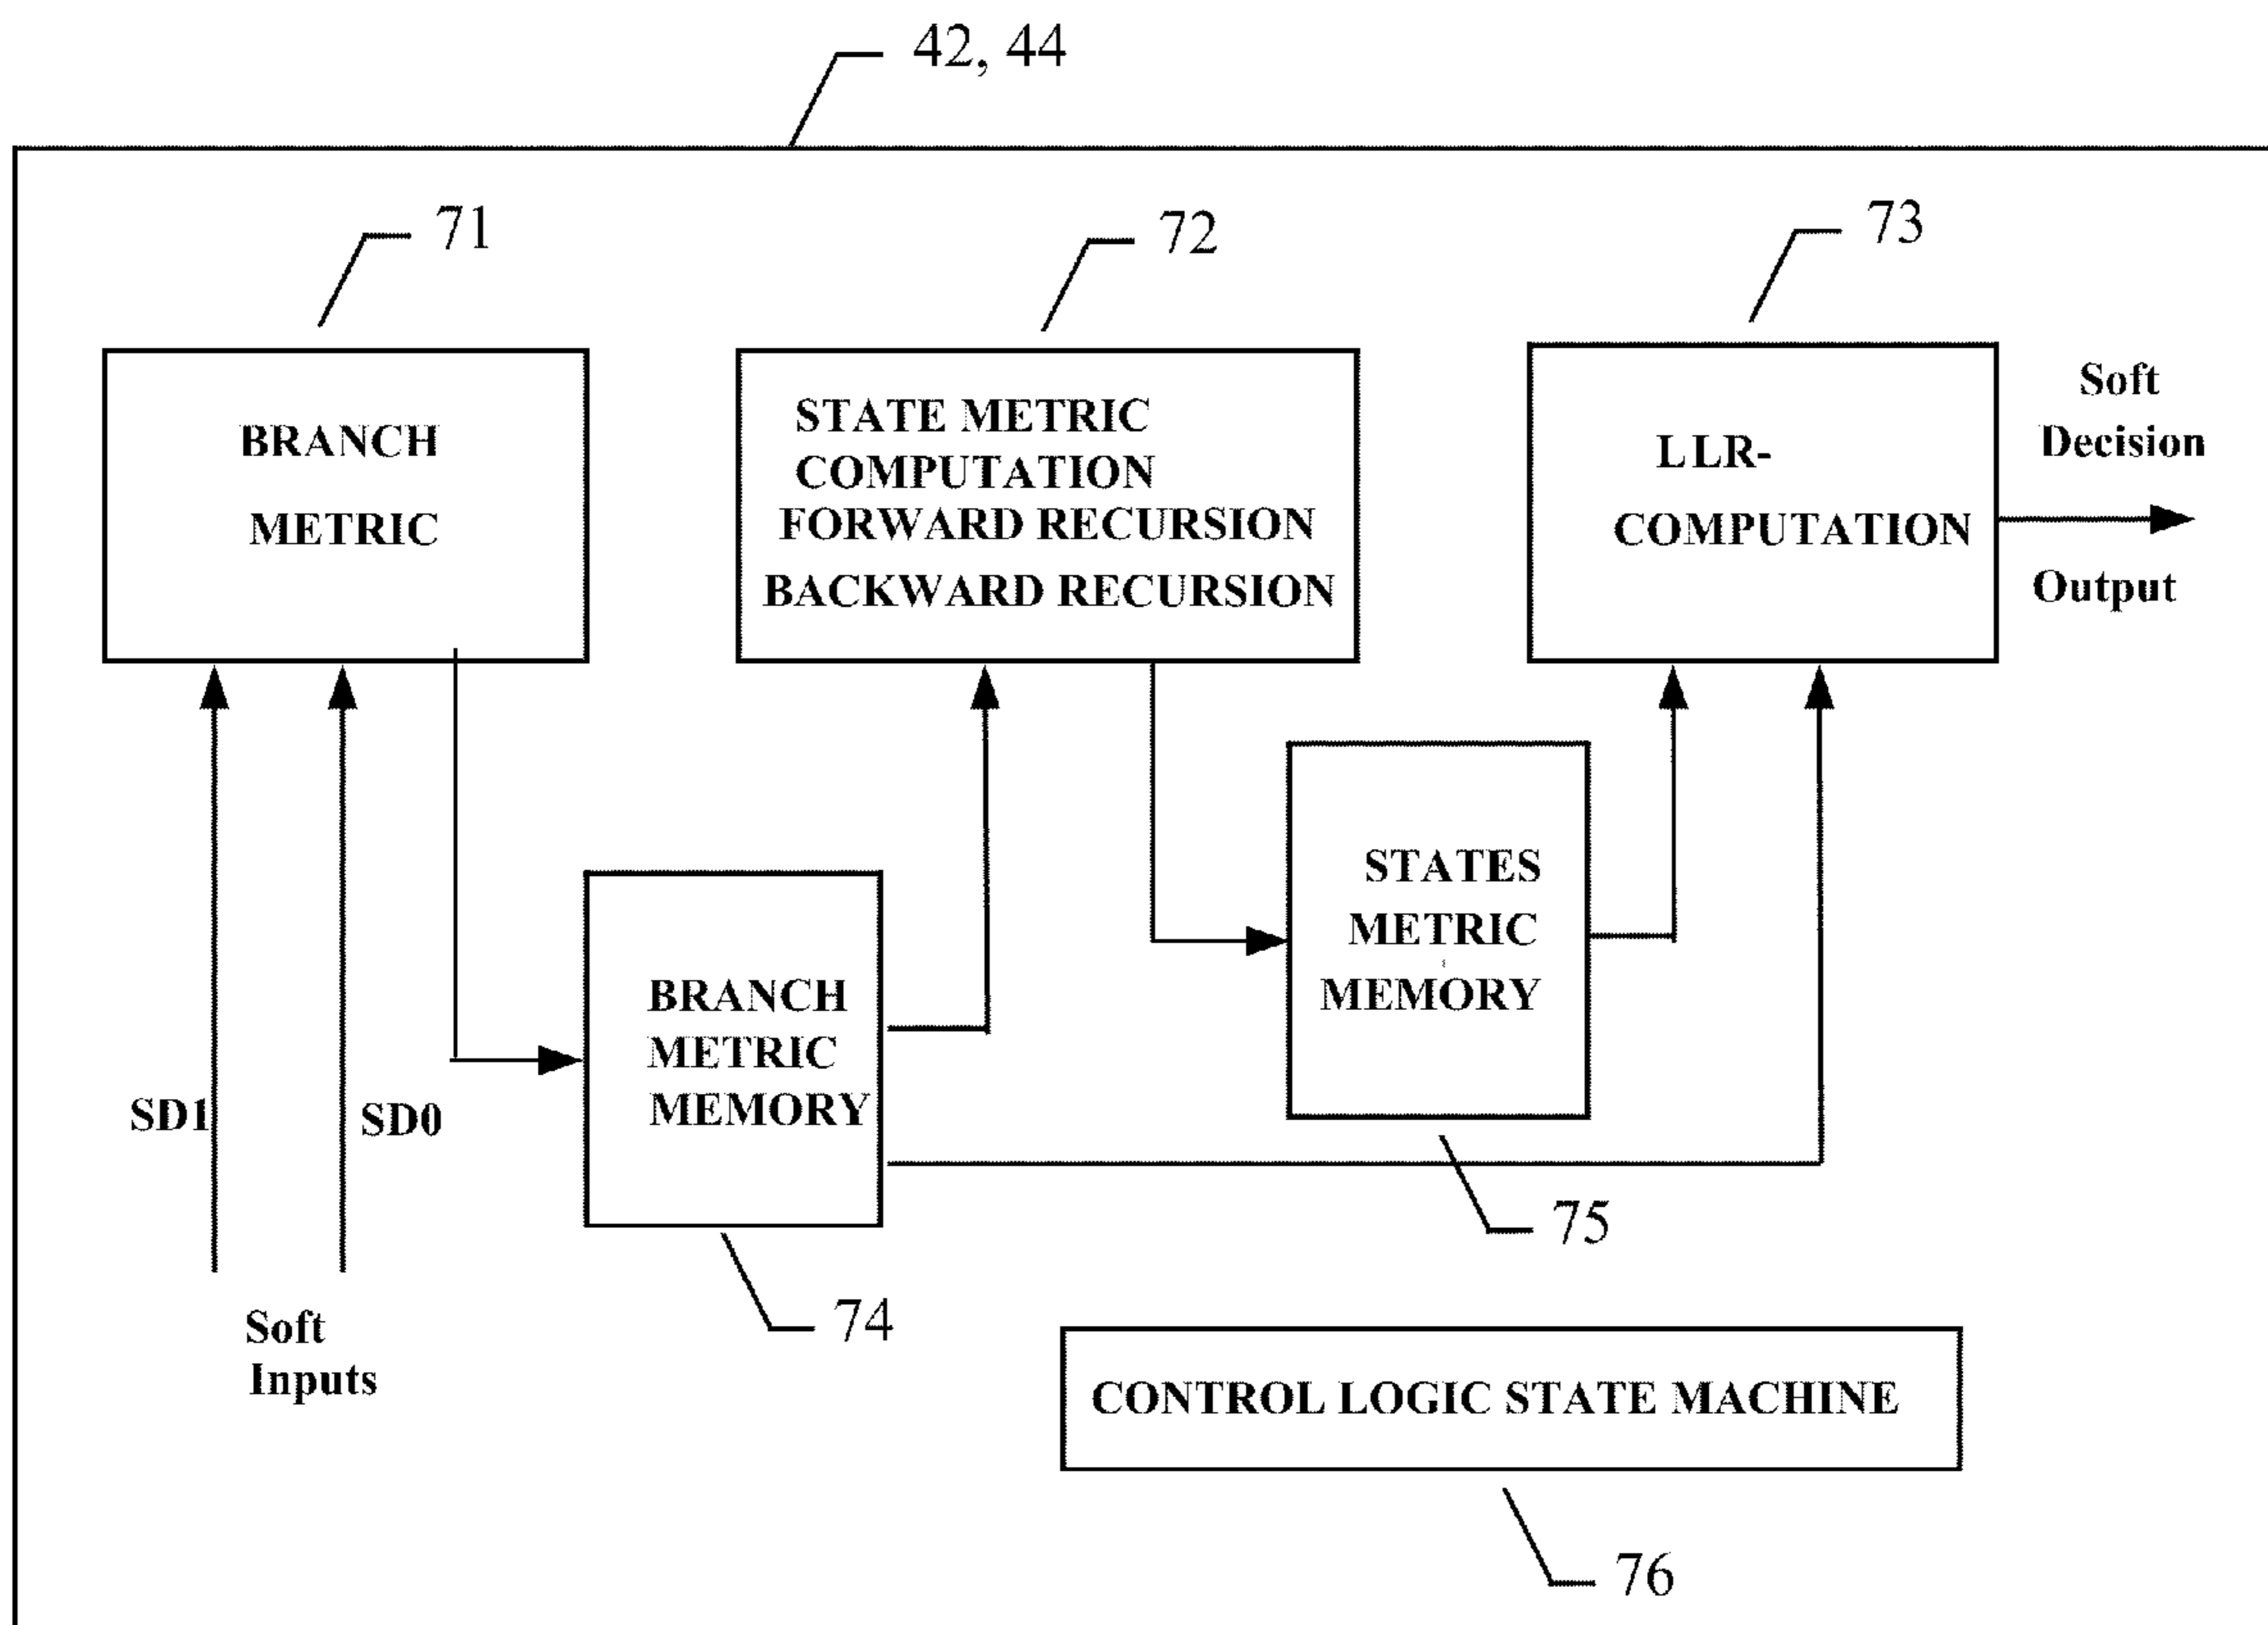 42, 44
71
72
73
BRANCH
METRIC
STATE METRIC
COMPUTATION
FORWARD RECURSION
BACKWARD RECURSION
LLR-
COMPUTATION
Soft
Decision
Output
STATES
METRIC
MEMORY
BRANCH
METRIC
MEMORY
SD1
SD0
75
74
Soft
Inputs
CONTROL LOGIC STATE MACHINE
76